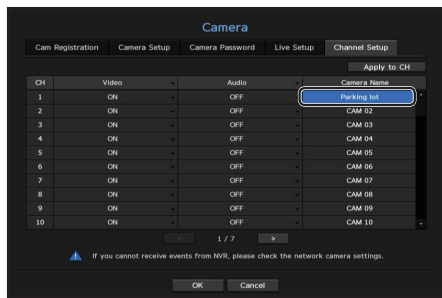 Camera
Cam Registration Camera Setup Camera Password Live Setup Channel Setup
Apply to CH
CH Video Audio Camera Name
1 ON OFF Parking lot
2 ON OFF CAM 02
3 ON OFF CAM 03
4 ON OFF CAM 04
5 ON OFF CAM 05
6 ON OFF CAM 06
7 ON OFF CAM 07
8 ON OFF CAM 08
9 ON OFF CAM 09
10 ON OFF CAM 10
< 1 / 7 >
If you cannot receive events from NVR, please check the network camera settings.
OK Cancel